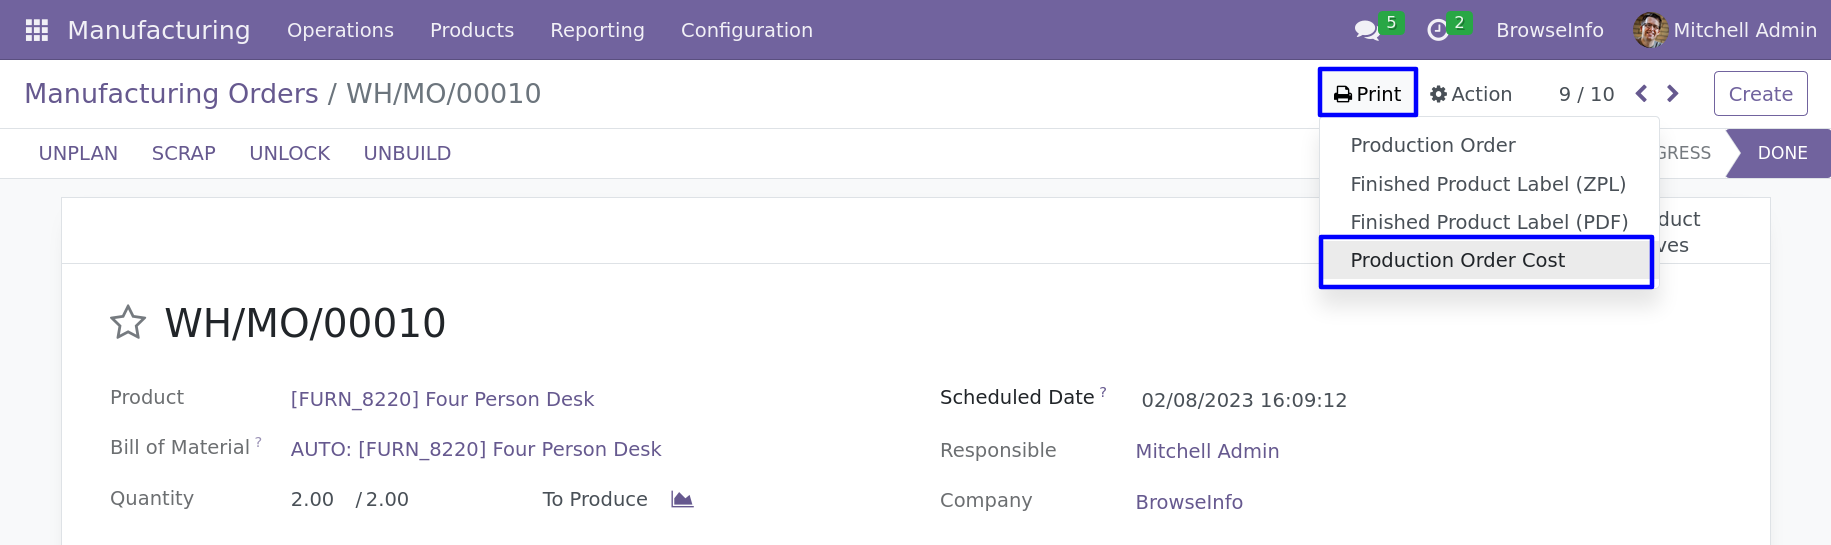 Manufacturing Operations Products Reporting Configuration 5 2 BrowseInfo Mitchell Admin
Manufacturing Orders / WH/MO/00010 Print Action 9 / 10 Create
UNPLAN SCRAP UNLOCK UNBUILD DONE
Production Order
Finished Product Label (ZPL)
Finished Product Label (PDF)
Production Order Cost
WH/MO/00010
Product [FURN_8220] Four Person Desk Scheduled Date ? 02/08/2023 16:09:12
Bill of Material ? AUTO: [FURN_8220] Four Person Desk Responsible Mitchell Admin
Quantity 2.00 / 2.00 To Produce Company BrowseInfo